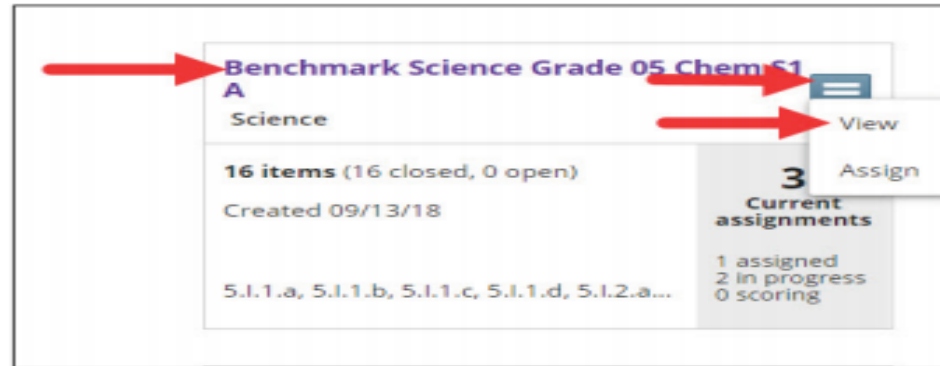 Benchmark Science Grade 05 Chem S1
A
Science
View
Assign
16 items (16 closed, 0 open)
Created 09/13/18
5.I.1.a, 5.I.1.b, 5.I.1.c, 5.I.1.d, 5.I.2.a...
3
Current
assignments
1 assigned
2 in progress
0 scoring